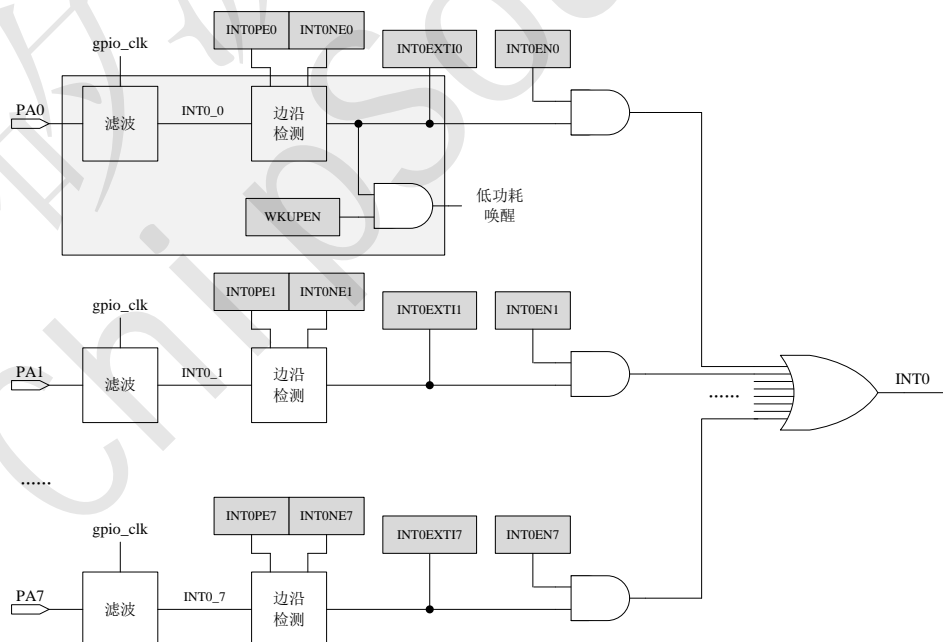 INT0PE0 INT0NE0
gpio_clk
INT0EXTI0
INT0EN0
PA0
滤波
INT0_0
边沿
检测
WKUPEN
低功耗
唤醒
INT0PE1 INT0NE1
gpio_clk
INT0EXTI1
INT0EN1
PA1
滤波
INT0_1
边沿
检测
......
INT0
......
INT0PE7 INT0NE7
gpio_clk
INT0EXTI7
INT0EN7
PA7
滤波
INT0_7
边沿
检测